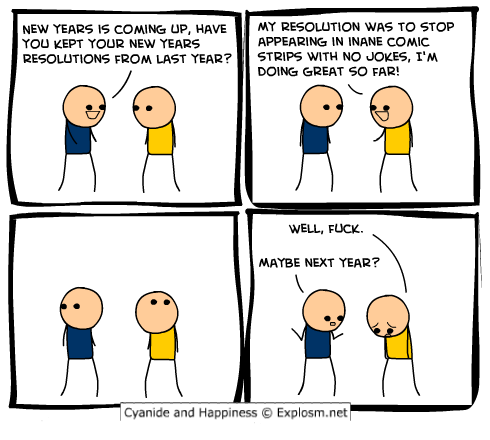 NEW YEARS IS COMING UP, HAVE
YOU KEPT YOUR NEW YEARS
RESOLUTIONS FROM LAST YEAR?
MY RESOLUTION WAS TO STOP
APPEARING IN INANE COMIC
STRIPS WITH NO JOKES, I'M
DOING GREAT SO FAR!
WELL, FUCK.
MAYBE NEXT YEAR?
Cyanide and Happiness © Explosm.net